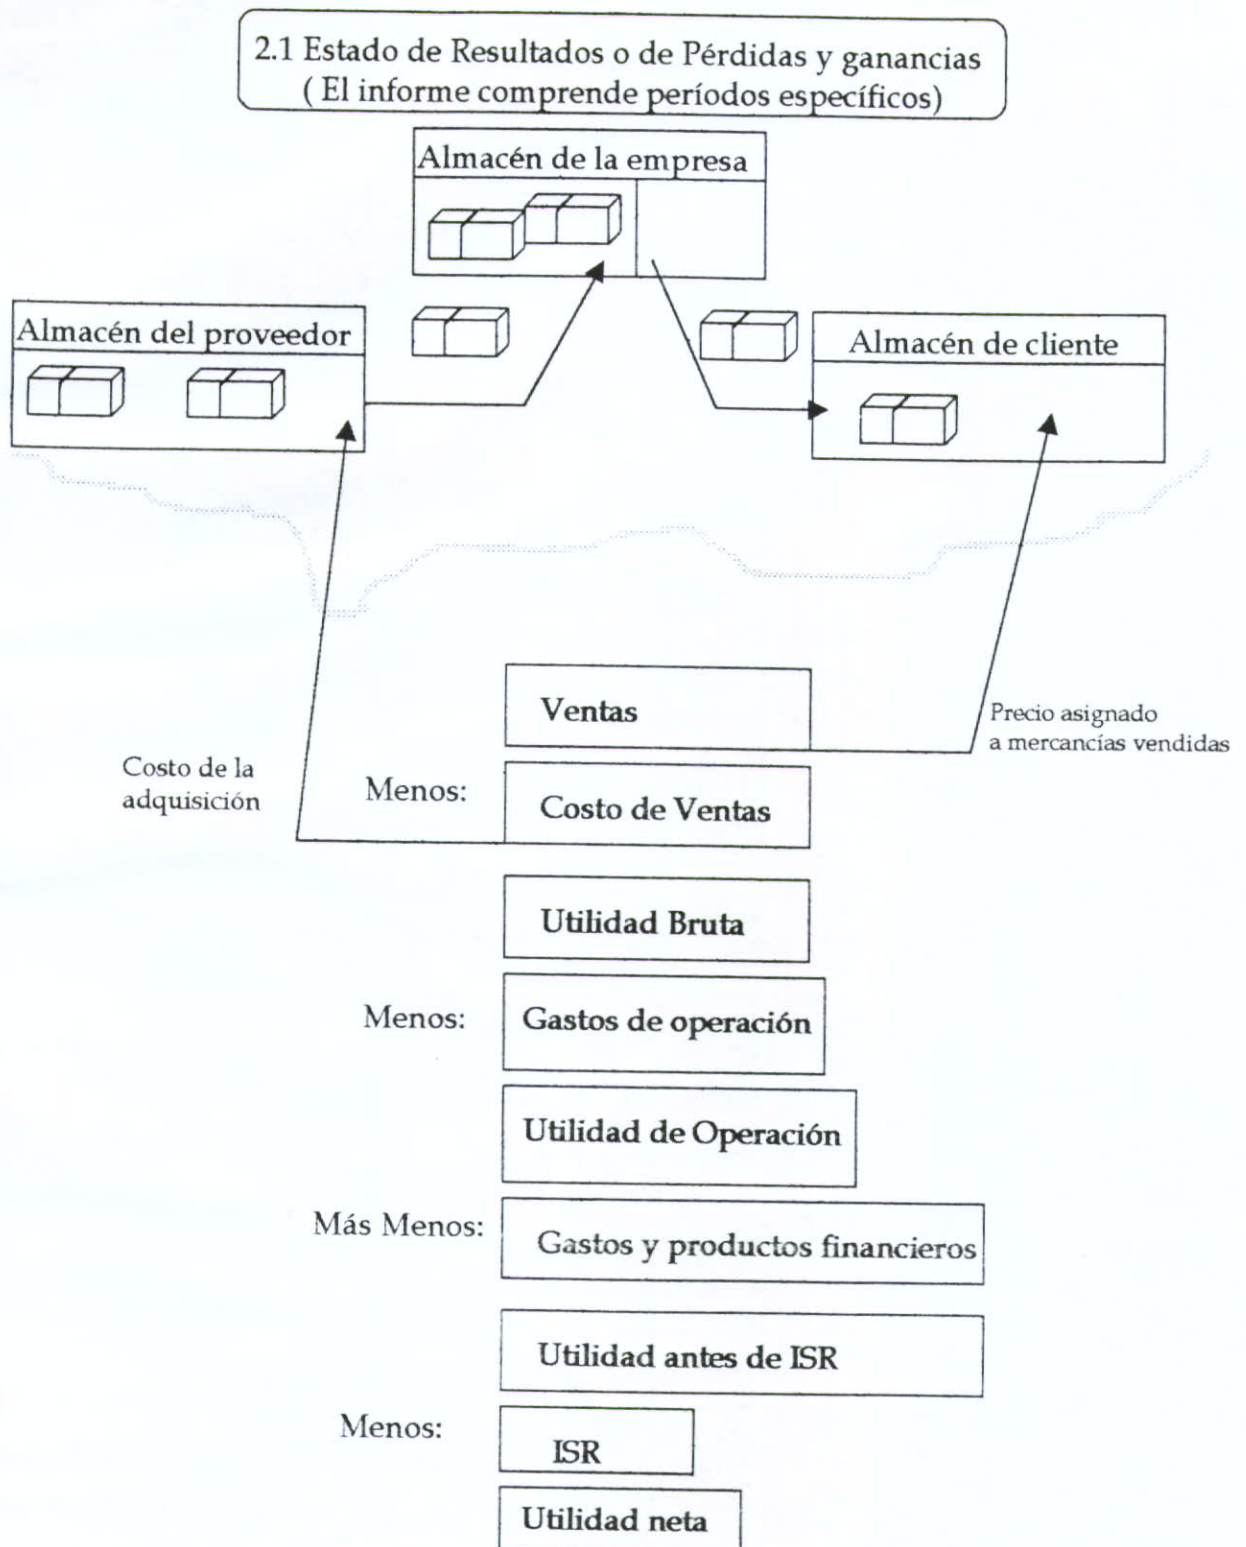 2.1 Estado de Resultados o de Pérdidas y ganancias
( El informe comprende períodos específicos)
Almacén de la empresa
Almacén del proveedor
Almacén de cliente
Ventas
Precio asignado
a mercancías vendidas
Costo de la
adquisición
Menos:
Costo de Ventas
Utilidad Bruta
Menos:
Gastos de operación
Utilidad de Operación
Más Menos:
Gastos y productos financieros
Utilidad antes de ISR
Menos:
ISR
Utilidad neta